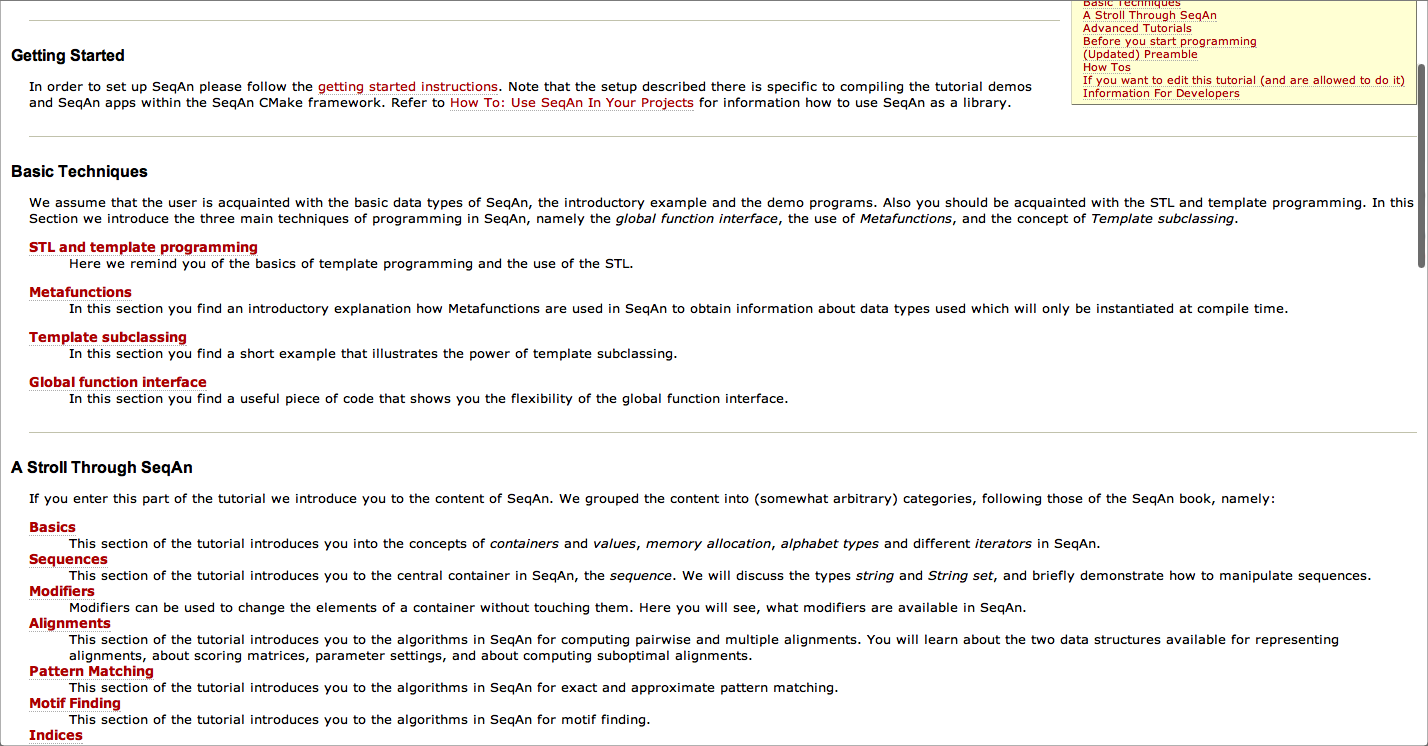 Basic Techniques
A Stroll Through SeqAn
Advanced Tutorials
Before you start programming
(Updated) Preamble
How Tos
If you want to edit this tutorial (and are allowed to do it)
Information For Developers
Getting Started
In order to set up SeqAn please follow the getting started instructions. Note that the setup described there is specific to compiling the tutorial demos
and SeqAn apps within the SeqAn CMake framework. Refer to How To: Use SeqAn In Your Projects for information how to use SeqAn as a library.
Basic Techniques
We assume that the user is acquainted with the basic data types of SeqAn, the introductory example and the demo programs. Also you should be acquainted with the STL and template programming. In this
Section we introduce the three main techniques of programming in SeqAn, namely the global function interface, the use of Metafunctions, and the concept of Template subclassing.
STL and template programming
Here we remind you of the basics of template programming and the use of the STL.
Metafunctions
In this section you find an introductory explanation how Metafunctions are used in SeqAn to obtain information about data types used which will only be instantiated at compile time.
Template subclassing
In this section you find a short example that illustrates the power of template subclassing.
Global function interface
In this section you find a useful piece of code that shows you the flexibility of the global function interface.
A Stroll Through SeqAn
If you enter this part of the tutorial we introduce you to the content of SeqAn. We grouped the content into (somewhat arbitrary) categories, following those of the SeqAn book, namely:
Basics
This section of the tutorial introduces you into the concepts of containers and values, memory allocation, alphabet types and different iterators in SeqAn.
Sequences
This section of the tutorial introduces you to the central container in SeqAn, the sequence. We will discuss the types string and String set, and briefly demonstrate how to manipulate sequences.
Modifiers
Modifiers can be used to change the elements of a container without touching them. Here you will see, what modifiers are available in SeqAn.
Alignments
This section of the tutorial introduces you to the algorithms in SeqAn for computing pairwise and multiple alignments. You will learn about the two data structures available for representing
alignments, about scoring matrices, parameter settings, and about computing suboptimal alignments.
Pattern Matching
This section of the tutorial introduces you to the algorithms in SeqAn for exact and approximate pattern matching.
Motif Finding
This section of the tutorial introduces you to the algorithms in SeqAn for motif finding.
Indices